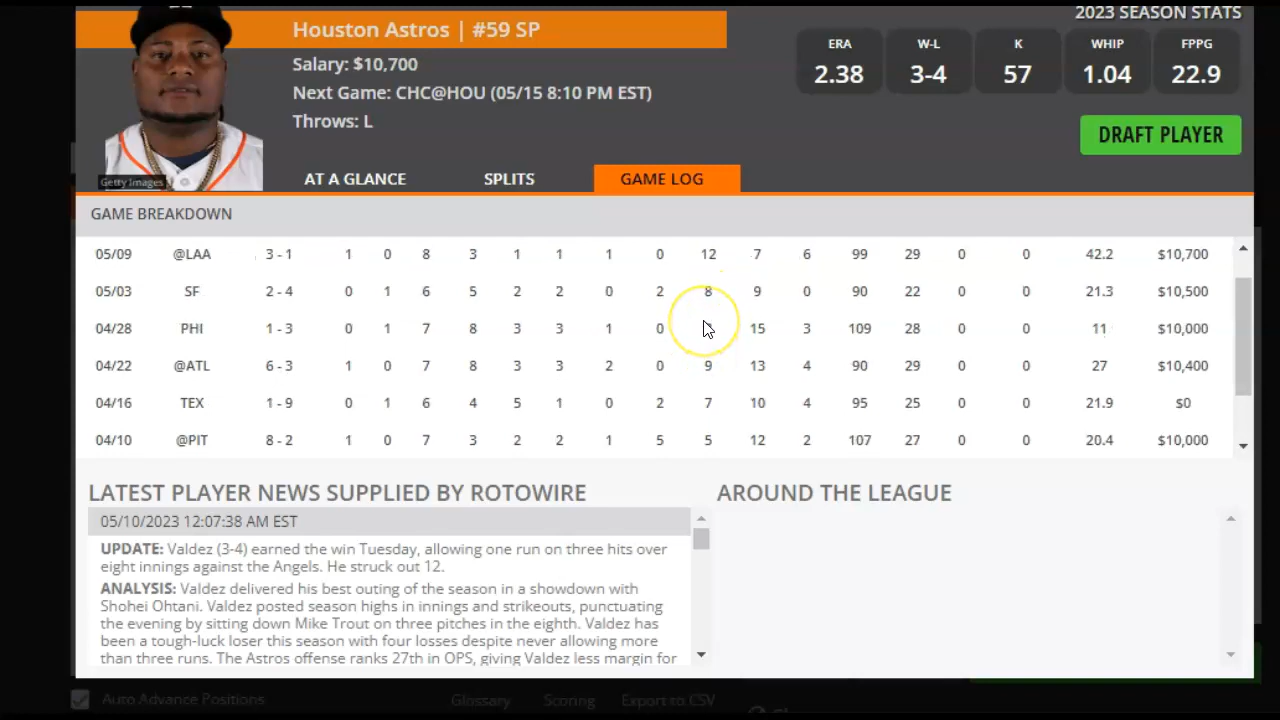 2023 SEASON STATS
Houston Astros | #59 SP
ERA W-L K WHIP FPPG
2.38 3-4 57 1.04 22.9
Salary: $10,700
Next Game: CHC@HOU (05/15 8:10 PM EST)
Throws: L
DRAFT PLAYER
Getty Images
AT A GLANCE SPLITS GAME LOG
GAME BREAKDOWN
05/09 @LAA 3 - 1 1 0 8 3 1 1 1 0 12 7 6 99 29 0 0 42.2 $10,700
05/03 SF 2 - 4 0 1 6 5 2 2 0 2 8 9 0 90 22 0 0 21.3 $10,500
04/28 PHI 1 - 3 0 1 7 8 3 3 1 0 15 3 109 28 0 0 11 $10,000
04/22 @ATL 6 - 3 1 0 7 8 3 3 2 0 9 13 4 90 29 0 0 27 $10,400
04/16 TEX 1 - 9 0 1 6 4 5 1 0 2 7 10 4 95 25 0 0 21.9 $0
04/10 @PIT 8 - 2 1 0 7 3 2 2 1 5 5 12 2 107 27 0 0 20.4 $10,000
LATEST PLAYER NEWS SUPPLIED BY ROTOWIRE
05/10/2023 12:07:38 AM EST
UPDATE: Valdez (3-4) earned the win Tuesday, allowing one run on three hits over
eight innings against the Angels. He struck out 12.
ANALYSIS: Valdez delivered his best outing of the season in a showdown with
Shohei Ohtani. Valdez posted season highs in innings and strikeouts, punctuating
the evening by sitting down Mike Trout on three pitches in the eighth. Valdez has
been a tough-luck loser this season with four losses despite never allowing more
than three runs. The Astros offense ranks 27th in OPS, giving Valdez less margin for
AROUND THE LEAGUE
Auto Advance Positions Glossary Scoring Export to CSV